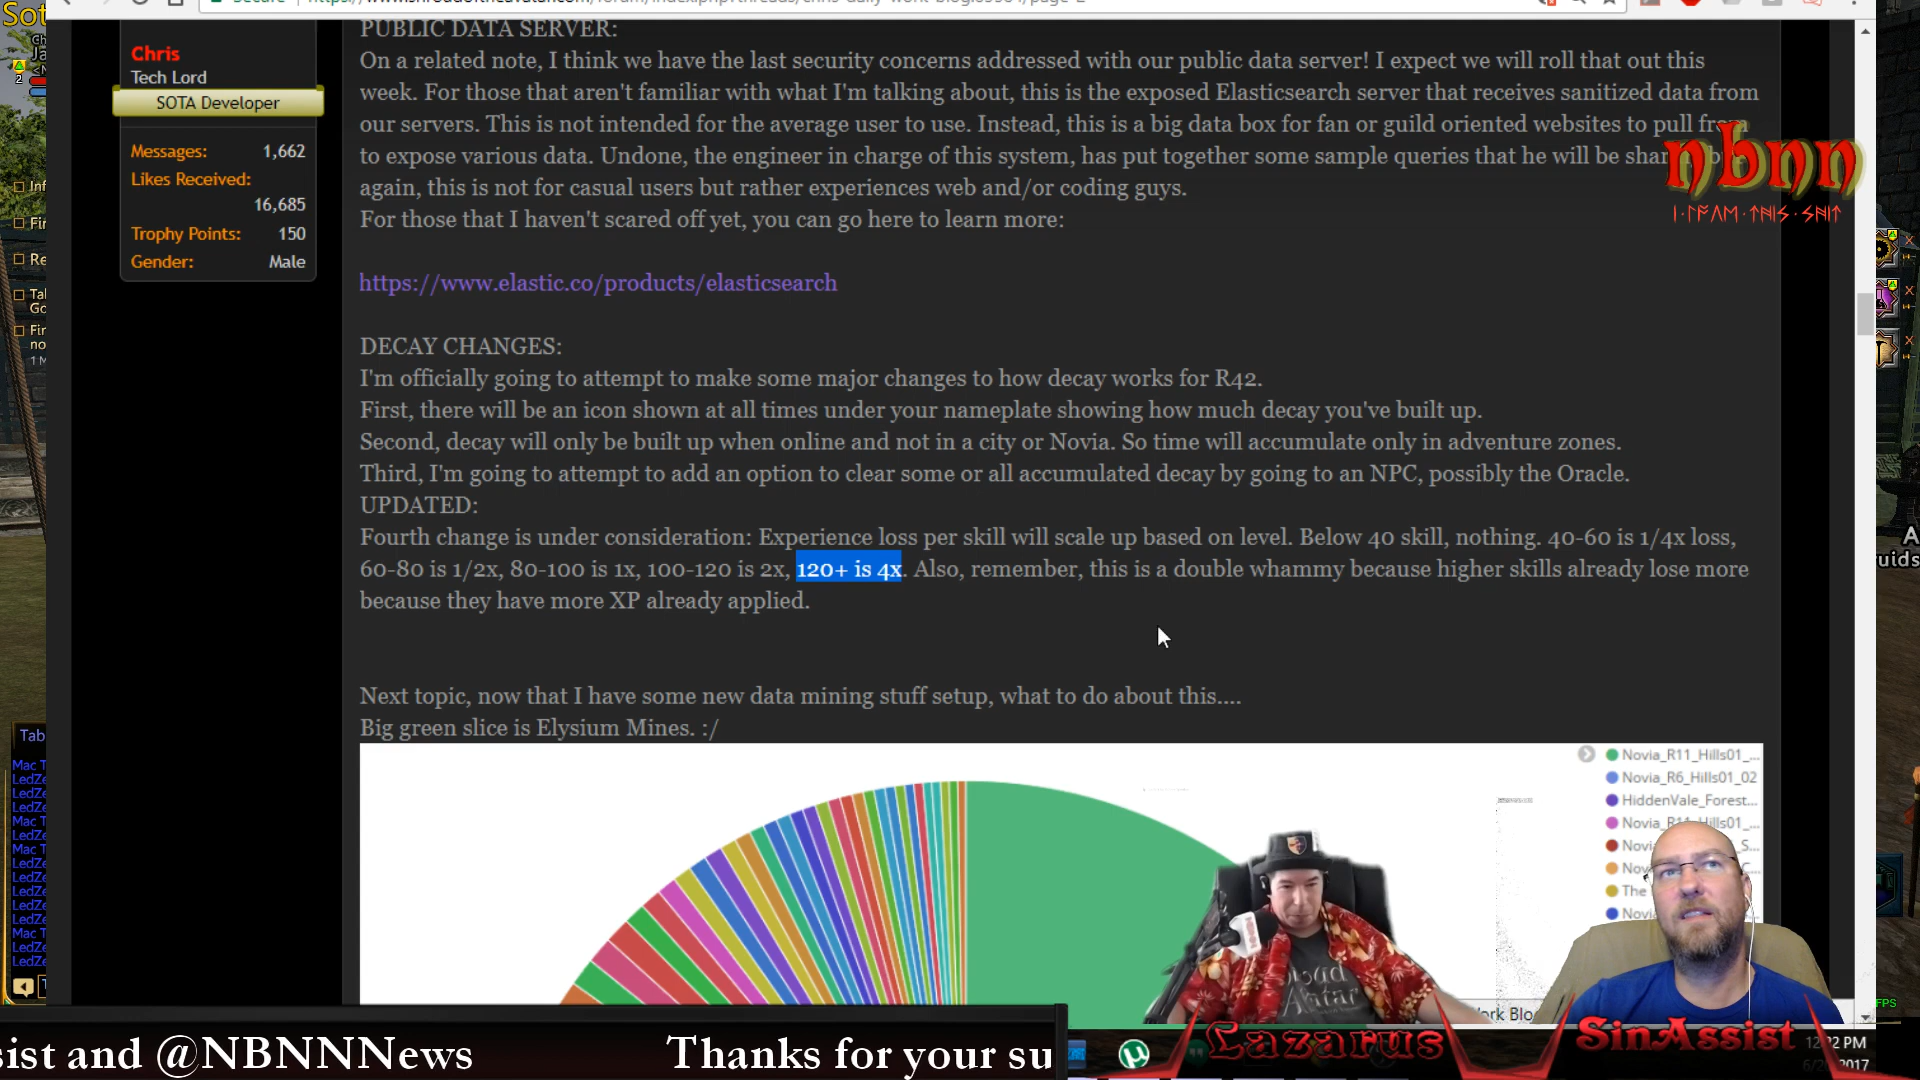 Chris
Tech Lord
SOTA Developer
Messages: 1,662
Likes Received:
16,685
Trophy Points: 150
Gender: Male
PUBLIC DATA SERVER:
On a related note, I think we have the last security concerns addressed with our public data server! I expect we will roll that out this
week. For those that aren't familiar with what I'm talking about, this is the exposed Elasticsearch server that receives sanitized data from
our servers. This is not intended for the average user to use. Instead, this is a big data box for fan or guild oriented websites to pull from
to expose various data. Undone, the engineer in charge of this system, has put together some sample queries that he will be shar
again, this is not for casual users but rather experiences web and/or coding guys.
For those that I haven't scared off yet, you can go here to learn more:
https://www.elastic.co/products/elasticsearch
DECAY CHANGES:
I'm officially going to attempt to make some major changes to how decay works for R42.
First, there will be an icon shown at all times under your nameplate showing how much decay you've built up.
Second, decay will only be built up when online and not in a city or Novia. So time will accumulate only in adventure zones.
Third, I'm going to attempt to add an option to clear some or all accumulated decay by going to an NPC, possibly the Oracle.
UPDATED:
Fourth change is under consideration: Experience loss per skill will scale up based on level. Below 40 skill, nothing. 40-60 is 1/4x loss,
60-80 is 1/2x, 80-100 is 1x, 100-120 is 2x, 120+ is 4x. Also, remember, this is a double whammy because higher skills already lose more
because they have more XP already applied.
Next topic, now that I have some new data mining stuff setup, what to do about this....
Big green slice is Elysium Mines. :/
Novia_R11_Hills01_...
Novia_R6_Hills01_02
HiddenVale_Forest...
Novia_R11_Hills01_...
The
nbnn
Lazarus
SinAssist
sist and @NBNNNews Thanks for your su
FPS